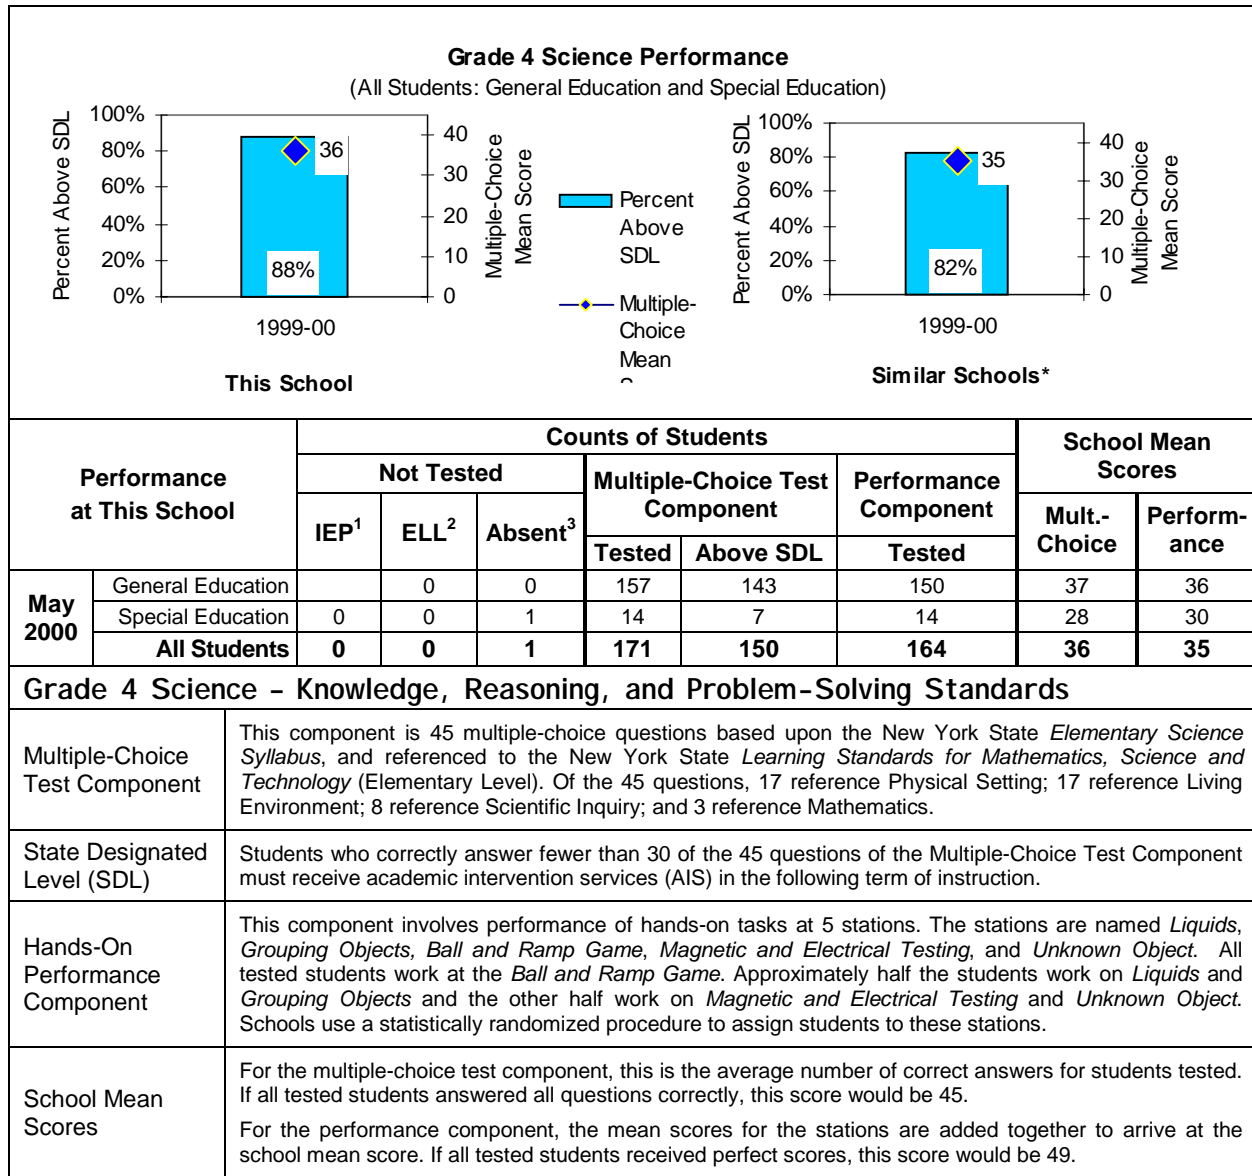 Grade 4 Science Performance
(All Students: General Education and Special Education)
Percent Above SDL
100%
80%
60%
40%
20%
0%
36
88%
40
30
20
10
0
Multiple-Choice
Mean Score
1999-00
This School
Percent
Above
SDL
Multiple-
Choice
Mean
Percent Above SDL
100%
80%
60%
40%
20%
0%
35
82%
40
30
20
10
0
Multiple-Choice
Mean Score
1999-00
Similar Schools*
Performance
at This School
Counts of Students
School Mean
Scores
Not Tested
Multiple-Choice Test
Component
Performance
Component
IEP1 ELL2 Absent3
Mult.-
Choice
Perform-
ance
Tested Above SDL Tested
May
2000
General Education 0 0 157 143 150 37 36
Special Education 0 0 1 14 7 14 28 30
All Students 0 0 1 171 150 164 36 35
Grade 4 Science – Knowledge, Reasoning, and Problem-Solving Standards
Multiple-Choice
Test Component
This component is 45 multiple-choice questions based upon the New York State Elementary Science
Syllabus, and referenced to the New York State Learning Standards for Mathematics, Science and
Technology (Elementary Level). Of the 45 questions, 17 reference Physical Setting; 17 reference Living
Environment; 8 reference Scientific Inquiry; and 3 reference Mathematics.
State Designated
Level (SDL)
Students who correctly answer fewer than 30 of the 45 questions of the Multiple-Choice Test Component
must receive academic intervention services (AIS) in the following term of instruction.
Hands-On
Performance
Component
This component involves performance of hands-on tasks at 5 stations. The stations are named Liquids,
Grouping Objects, Ball and Ramp Game, Magnetic and Electrical Testing, and Unknown Object. All
tested students work at the Ball and Ramp Game. Approximately half the students work on Liquids and
Grouping Objects and the other half work on Magnetic and Electrical Testing and Unknown Object.
Schools use a statistically randomized procedure to assign students to these stations.
School Mean
Scores
For the multiple-choice test component, this is the average number of correct answers for students tested.
If all tested students answered all questions correctly, this score would be 45.
For the performance component, the mean scores for the stations are added together to arrive at the
school mean score. If all tested students received perfect scores, this score would be 49.